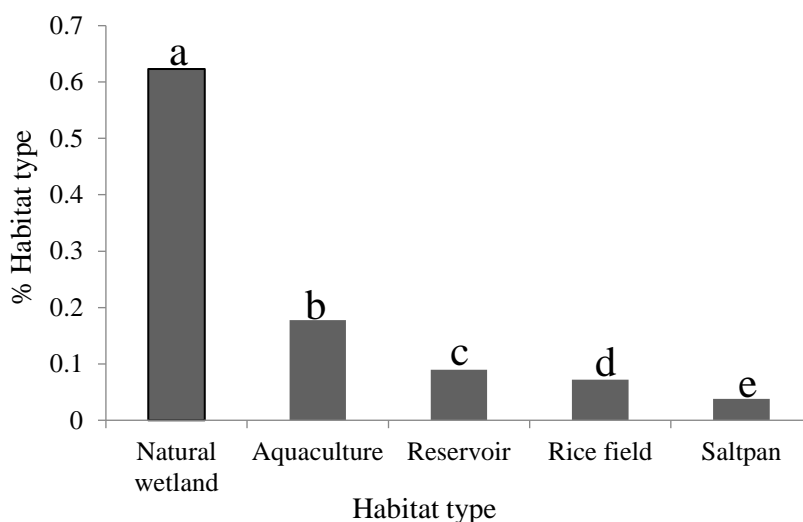 0.7
0.6
0.5
0.4
0.3
0.2
0.1
0
% Habitat type
a
b
c
d
e
Natural
wetland
Aquaculture
Reservoir
Rice field
Saltpan
Habitat type